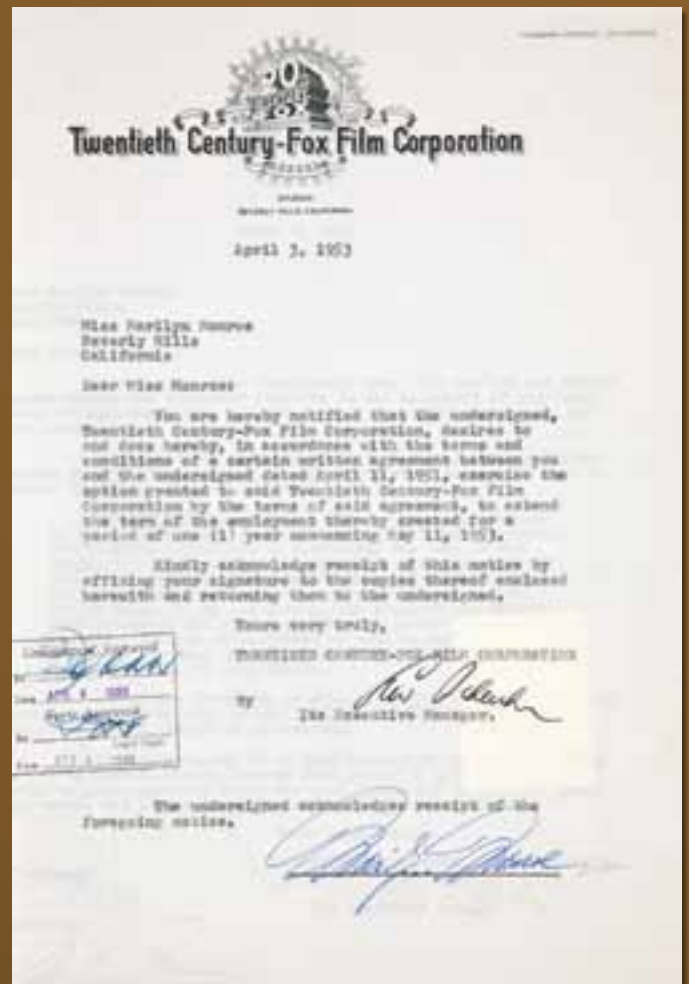 Twentieth Century-Fox Film Corporation
April 3, 1953
Miss Marilyn Monroe
Beverly Hills
California
Dear Miss Monroe:
You are hereby notified that the undersigned,
Twentieth Century-Fox Film Corporation, desires to
and does hereby, in accordance with the terms and
conditions of a certain written agreement between you
and the undersigned dated April 11, 1951, exercise the
option granted to said Twentieth Century-Fox Film
Corporation by the terms of said agreement, to extend
the term of the employment thereby created for a
period of one (1) year commencing May 11, 1953.
Kindly acknowledge receipt of this notice by
affixing your signature to the copies thereof enclosed
herewith and returning them to the undersigned.
Yours very truly,
TWENTIETH CENTURY-FOX FILM CORPORATION
By
Its Executive Manager.
APR
The undersigned acknowledges receipt of the
foregoing notice.
Marilyn Monroe